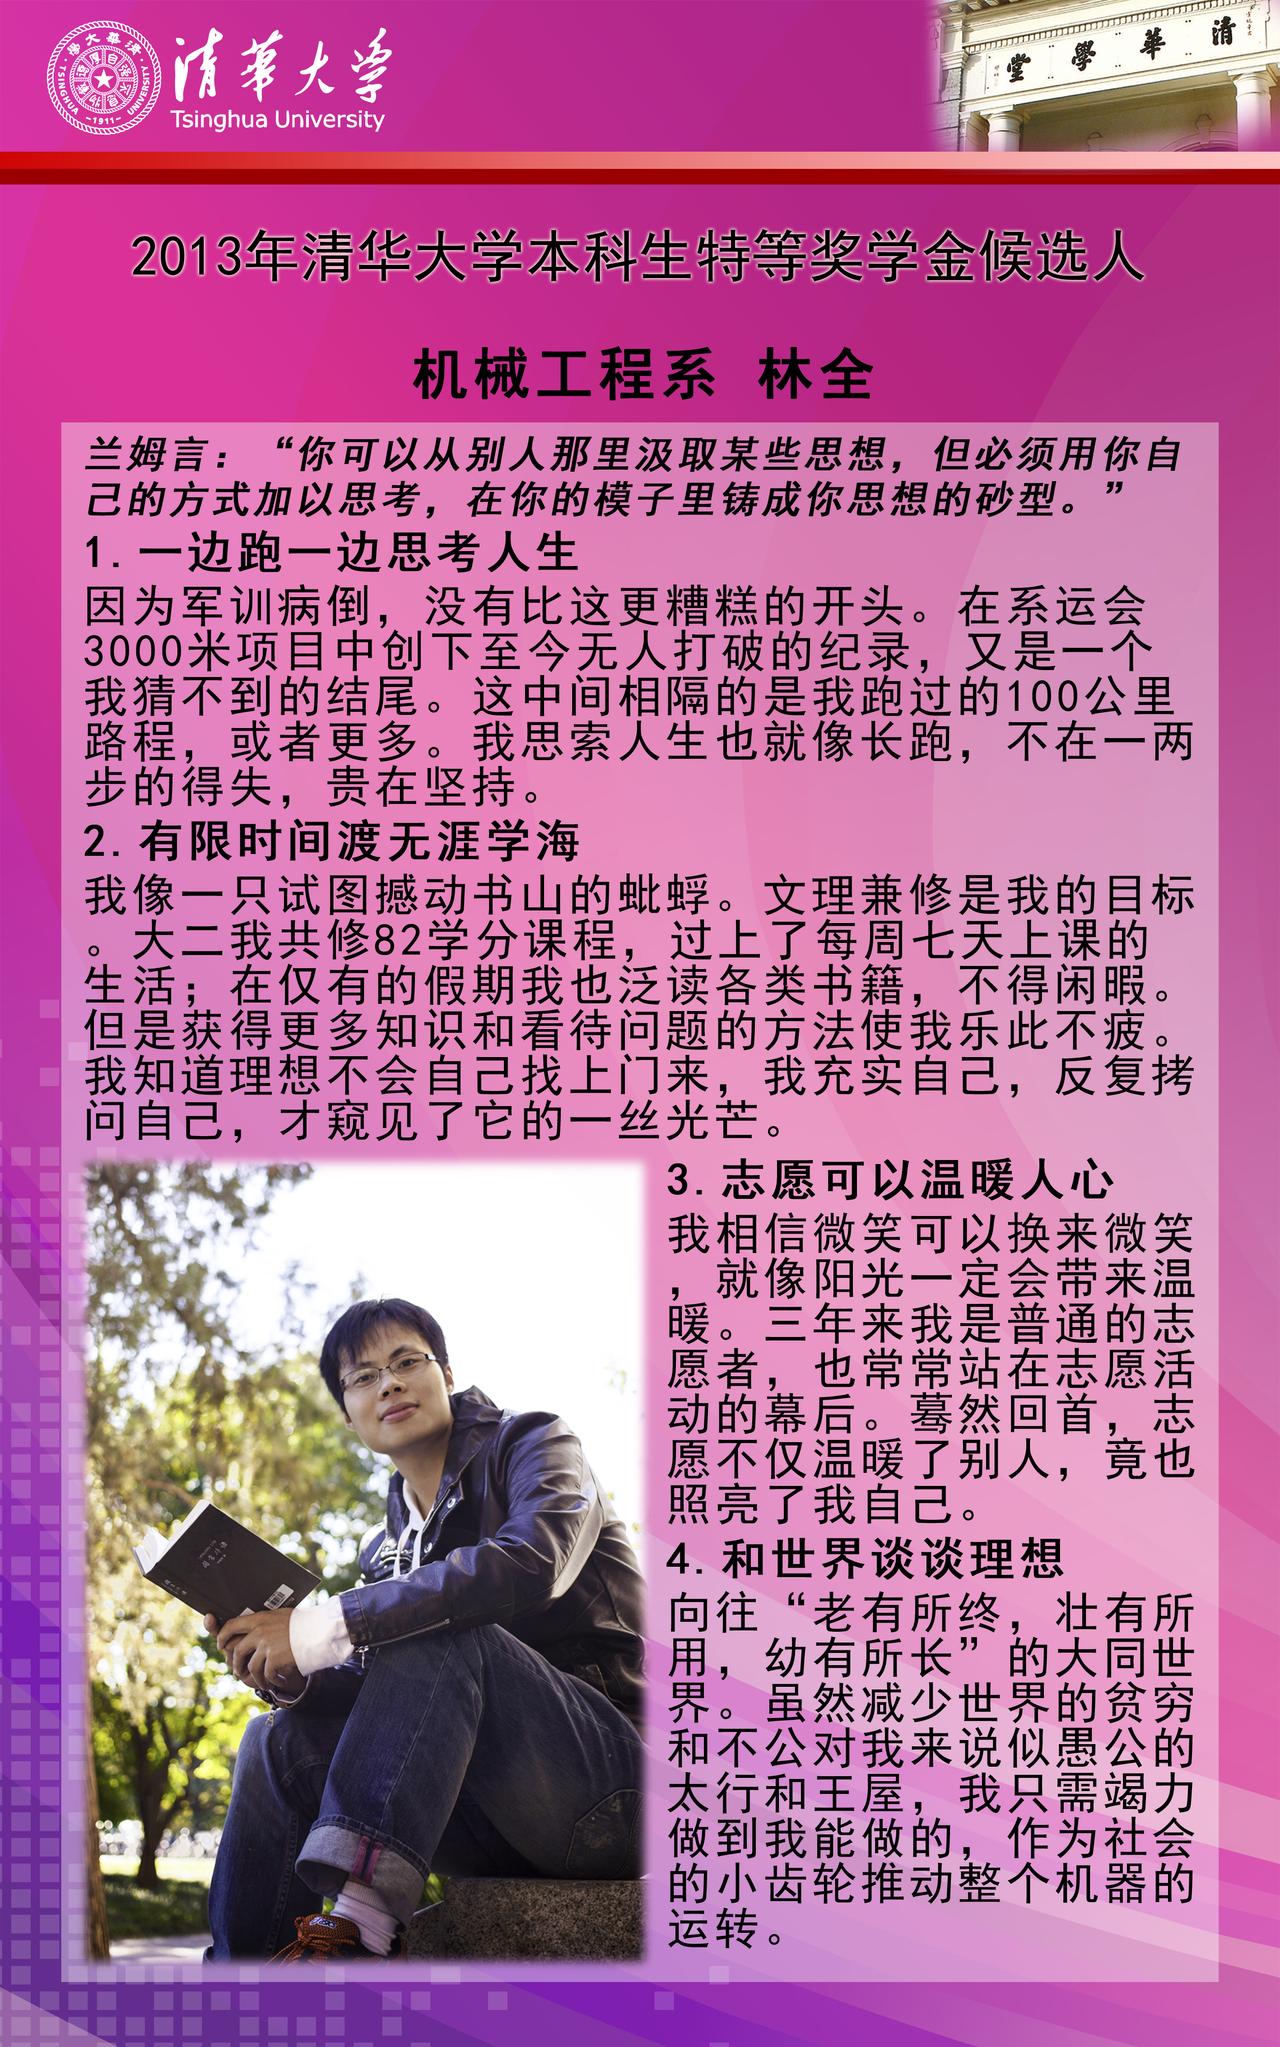 清華大学
Tsinghua University
TSINGHUA UNIVERSITY
-1911-
清華學堂
2013年清华大学本科生特等奖学金候选人
机械工程系 林全
兰姆言：“你可以从别人那里汲取某些思想，但必须用你自
己的方式加以思考，在你的模子里铸成你思想的砂型。”
1.一边跑一边思考人生
因为军训病倒，没有比这更糟糕的开头。在系运会
3000米项目中创下至今无人打破的纪录，又是一个
我猜不到的结尾。这中间相隔的是我跑过的100公里
路程，或者更多。我思索人生也就像长跑，不在一两
步的得失，贵在坚持。
2.有限时间渡无涯学海
我像一只试图撼动书山的蚍蜉。文理兼修是我的目标
。大二我共修82学分课程，过上了每周七天上课的
生活；在仅有的假期我也泛读各类书籍，不得闲暇。
但是获得更多知识和看待问题的方法使我乐此不疲。
我知道理想不会自己找上门来，我充实自己，反复拷
问自己，才窥见了它的一丝光芒。
3.志愿可以温暖人心
我相信微笑可以换来微笑
，就像阳光一定会带来温
暖。三年来我是普通的志
愿者，也常常站在志愿活
动的幕后。蓦然回首，志
愿不仅温暖了别人，竟也
照亮了我自己。
4.和世界谈谈理想
向往“老有所终，壮有所
用，幼有所长”的大同世
界。虽然减少世界的贫穷
和不公对我来说似愚公的
太行和王屋，我只需竭力
做到我能做的，作为社会
的小齿轮推动整个机器的
运转。